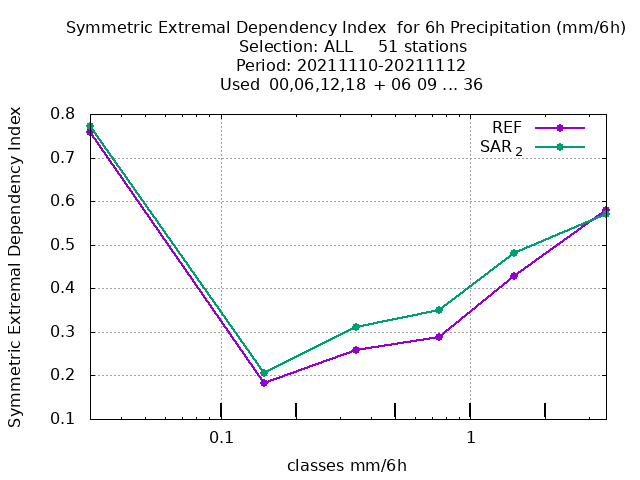 Symmetric Extremal Dependency Index for 6h Precipitation (mm/6h)
Selection: ALL 51 stations
Period: 20211110-20211112
Used 00,06,12,18 + 06 09 ... 36
Symmetric Extremal Dependency Index
0.8
0.7
0.6
0.5
0.4
0.3
0.2
0.1
REF
SAR 2
0.1 1
classes mm/6h